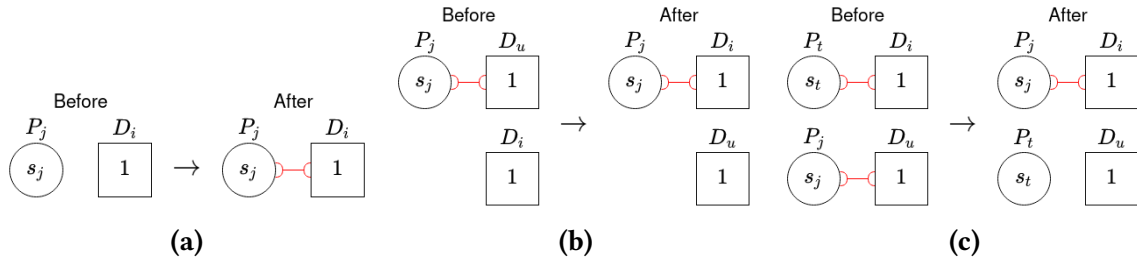 Before → After
P_j D_i P_j D_i
s_j 1 s_j 1
(a)
Before → After
P_j D_u P_j D_i
s_j 1 s_j 1
D_i D_u
1 1
(b)
Before → After
P_t D_i P_j D_i
s_t 1 s_j 1
P_j D_u P_t D_u
s_j 1 s_t 1
(c)